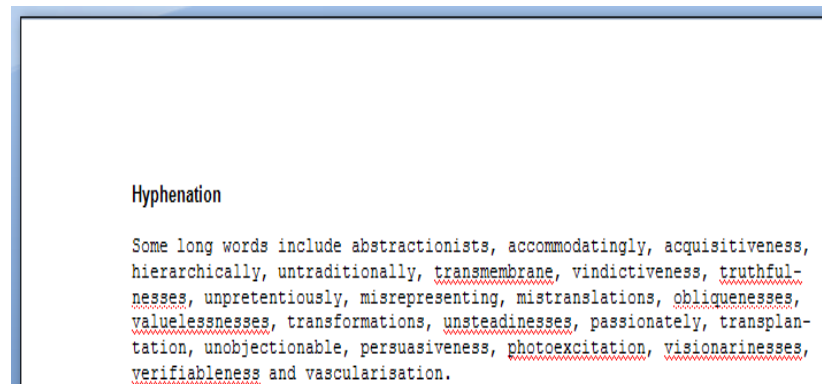 Hyphenation
Some long words include abstractionists, accommodatingly, acquisitiveness,
hierarchically, untraditionally, transmembrane, vindictiveness, truthful-
nesses, unpretentiously, misrepresenting, mistranslations, obliquenesses,
valuelessnesses, transformations, unsteadinesses, passionately, transplan-
tation, unobjectionable, persuasiveness, photoexcitation, visionarinesses,
verifiableness and vascularisation.